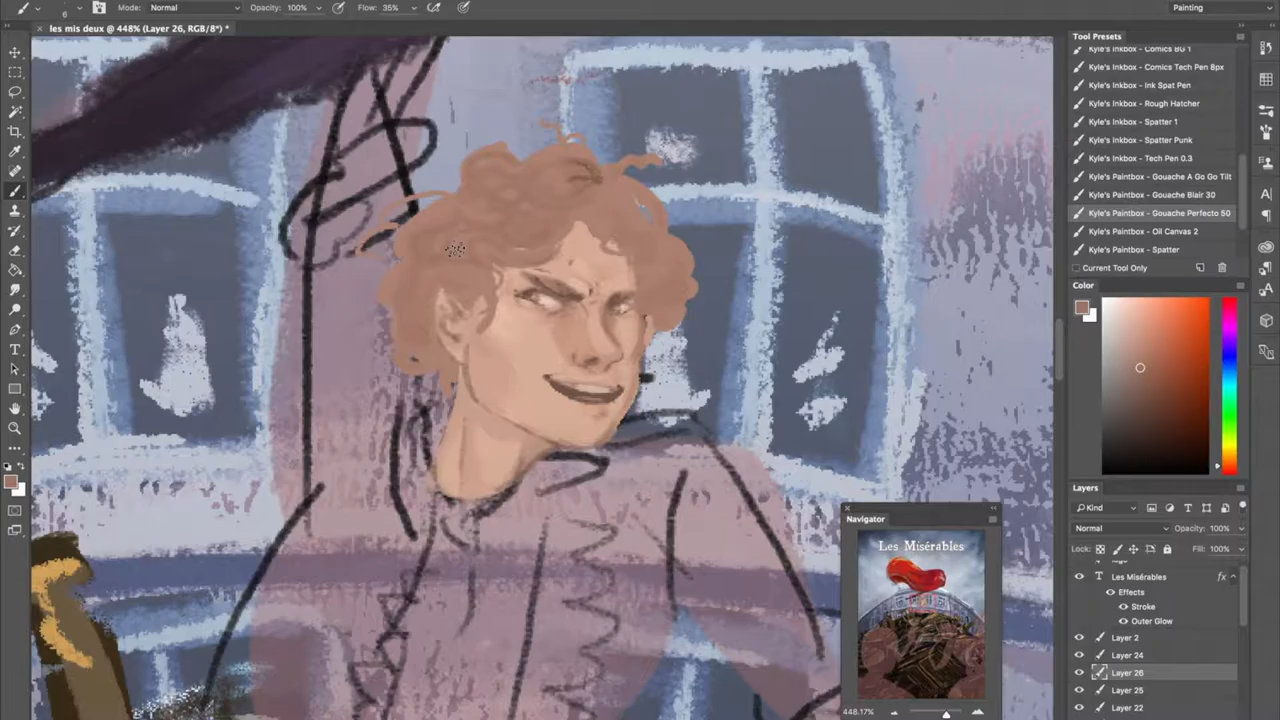 6
Mode: Normal
Opacity: 100%
Flow: 35%
Painting
les mis deux @ 448% (Layer 26, RGB/8*) *
Tool Presets
Kyle's Inkbox - Comics BG 1
Kyle's Inkbox - Comics Tech Pen 8px
Kyle's Inkbox - Ink Spat Pen
Kyle's Inkbox - Rough Hatcher
Kyle's Inkbox - Spatter 1
Kyle's Inkbox - Spatter Punk
Kyle's Inkbox - Tech Pen 0.3
Kyle's Paintbox - Gouache A Go Go Tilt
Kyle's Paintbox - Gouache Blair 30
Kyle's Paintbox - Gouache Perfecto 50
Kyle's Paintbox - Oil Canvas 2
Kyle's Paintbox - Spatter
Current Tool Only
Color
Layers
Kind
Normal
Opacity: 100%
Lock:
Fill: 100%
Les Misérables
fx
Effects
Stroke
Outer Glow
Layer 2
Layer 24
Layer 26
Layer 25
Layer 22
Navigator
Les Misérables
448.17%